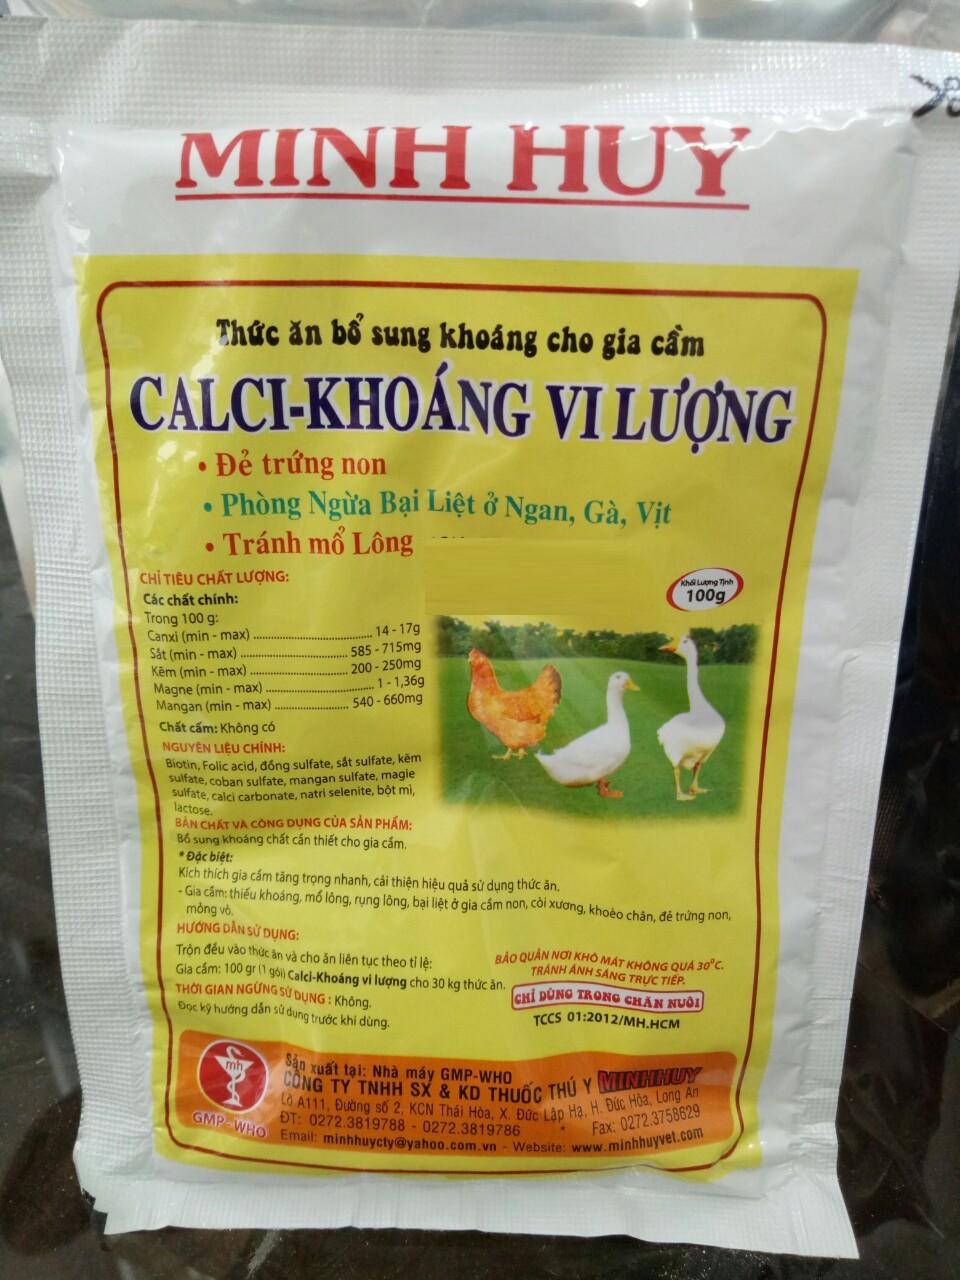 MINH HUY
Thức ăn bổ sung khoáng cho gia cầm
CALCI-KHOÁNG VI LƯỢNG
• Đẻ trứng non
• Phòng Ngừa Bại Liệt ở Ngan, Gà, Vịt
• Tránh mổ Lông
CHỈ TIÊU CHẤT LƯỢNG:
Các chất chính:
Trong 100 g:
Canxi (min - max) ........ 14 - 17g
Sắt (min - max) ........ 585 - 715mg
Kẽm (min - max) ........ 200 - 250mg
Magne (min - max) ........ 1 - 1,36g
Mangan (min - max) ........ 540 - 660mg
Chất cấm: Không có
Khối Lượng Tịnh
100g
NGUYÊN LIỆU CHÍNH:
Biotin, Folic acid, đồng sulfate, sắt sulfate, kẽm
sulfate, coban sulfate, mangan sulfate, magie
sulfate, calci carbonate, natri selenite, bột mì,
lactose.
BẢN CHẤT VÀ CÔNG DỤNG CỦA SẢN PHẨM:
Bổ sung khoáng chất cần thiết cho gia cầm.
* Đặc biệt:
Kích thích gia cầm tăng trọng nhanh, cải thiện hiệu quả sử dụng thức ăn.
- Gia cầm: thiếu khoáng, mổ lông, rụng lông, bại liệt ở gia cầm non, còi xương, khoèo chân, đẻ trứng non,
mỏng vỏ.
HƯỚNG DẪN SỬ DỤNG:
Trộn đều vào thức ăn và cho ăn liên tục theo tỉ lệ:
Gia cầm: 100 gr (1 gói) Calci-Khoáng vi lượng cho 30 kg thức ăn.
THỜI GIAN NGỪNG SỬ DỤNG : Không.
Đọc kỹ hướng dẫn sử dụng trước khi dùng.
BẢO QUẢN NƠI KHÔ MÁT KHÔNG QUÁ 30°C.
TRÁNH ÁNH SÁNG TRỰC TIẾP.
CHỈ DÙNG TRONG CHĂN NUÔI
TCCS 01:2012/MH.HCM
mh
GMP-WHO
Sản xuất tại: Nhà máy GMP-WHO
CÔNG TY TNHH SX & KD THUỐC THÚ Y MINHHUY
Lô A111, Đường số 2, KCN Thái Hòa, X. Đức Lập Hạ, H. Đức Hòa, Long An
ĐT: 0272.3819788 - 0272.3819786 * Fax: 0272.3758629
Email: minhhuycty@yahoo.com.vn - Website: www.minhhuyvet.com